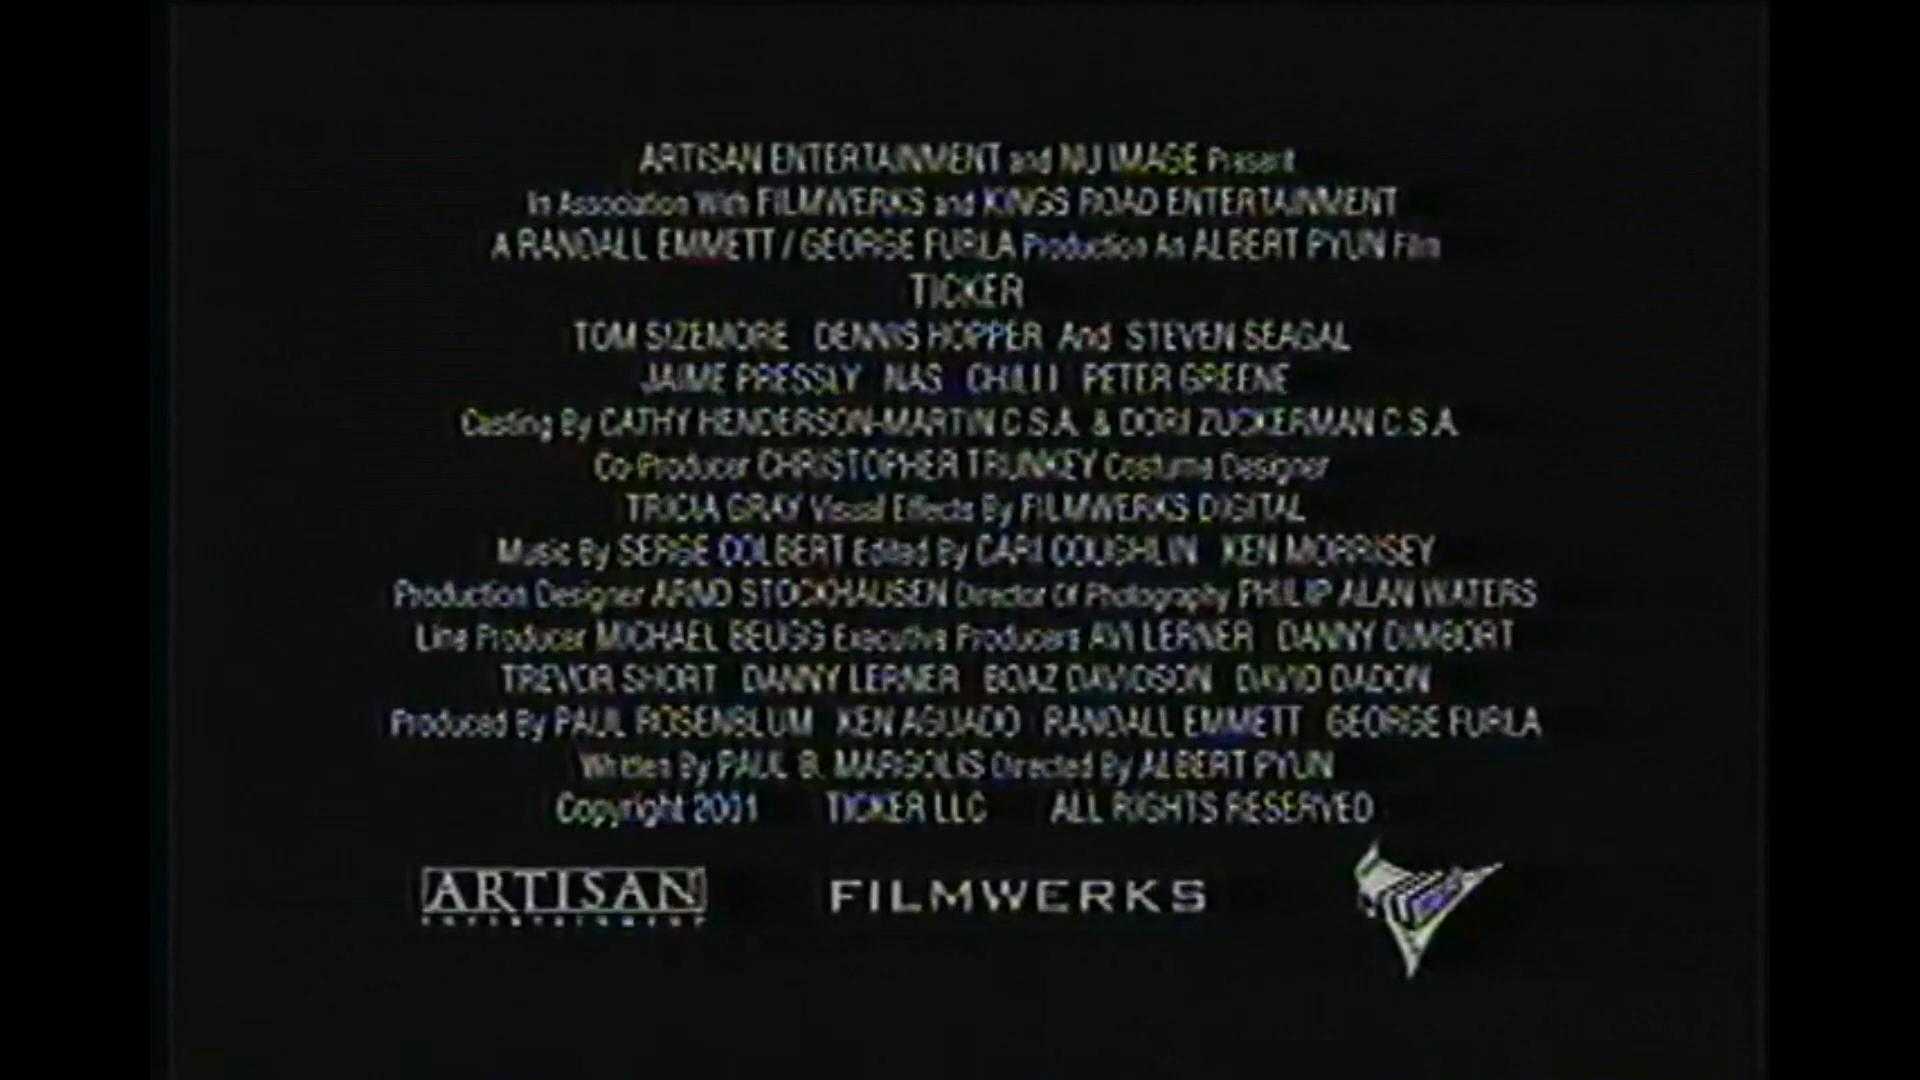 ARTISAN ENTERTAINMENT and NU IMAGE Present
In Association With FILMWERKS and KINGS ROAD ENTERTAINMENT
A RANDALL EMMETT / GEORGE FURLA Production An ALBERT PYUN Film
TICKER
TOM SIZEMORE DENNIS HOPPER And STEVEN SEAGAL
JAIME PRESSLY NAS CHILLI PETER GREENE
Casting By CATHY HENDERSON-MARTIN C.S.A. & DORI ZUCKERMAN C.S.A.
Co-Producer CHRISTOPHER TRUNKEY Costume Designer
TRICIA GRAY Visual Effects By FILMWERKS DIGITAL
Music By SERGE COLBERT Edited By CARI COUGHLIN KEN MORRISEY
Production Designer ARNO STOCKHAUSEN Director Of Photography PHILIP ALAN WATERS
Line Producer MICHAEL BEUGG Executive Producers AVI LERNER DANNY DIMBORT
TREVOR SHORT DANNY LERNER BOAZ DAVIDSON DAVID DADON
Produced By PAUL ROSENBLUM KEN AGUADO RANDALL EMMETT GEORGE FURLA
Written By PAUL B. MARGOLIS Directed By ALBERT PYUN
Copyright 2001 TICKER LLC ALL RIGHTS RESERVED
ARTISAN FILMWERKS
ENTERTAINMENT